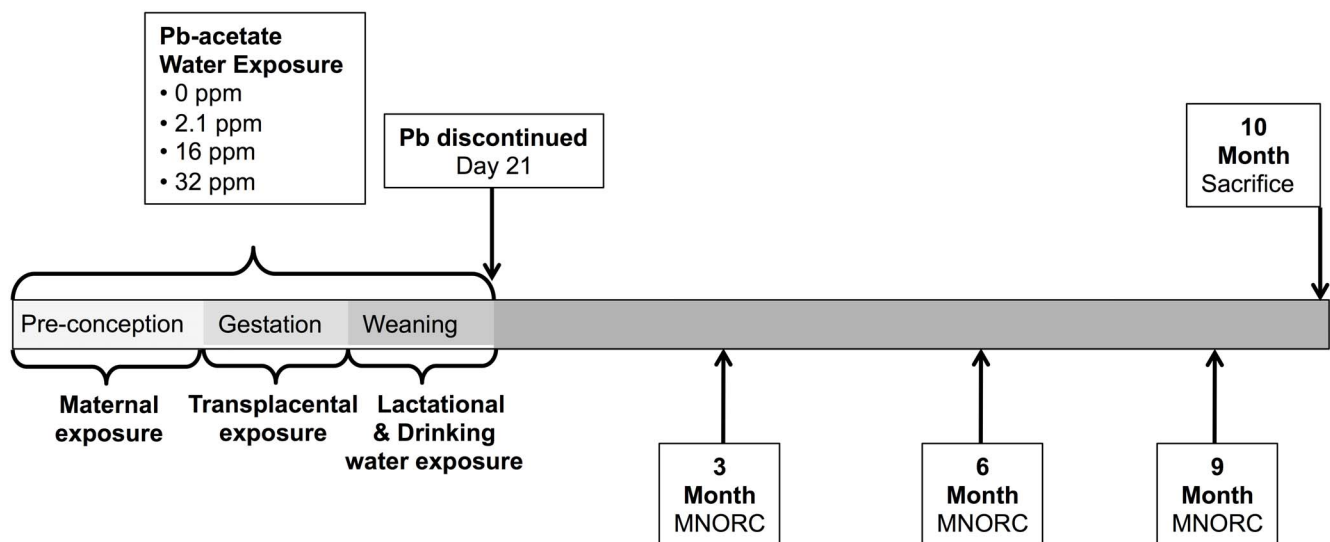 Pb-acetate
Water Exposure
• 0 ppm
• 2.1 ppm
• 16 ppm
• 32 ppm
Pb discontinued
Day 21
10
Month
Sacrifice
Pre-conception
Gestation
Weaning
Maternal
exposure
Transplacental
exposure
Lactational
& Drinking
water exposure
3
Month
MNORC
6
Month
MNORC
9
Month
MNORC